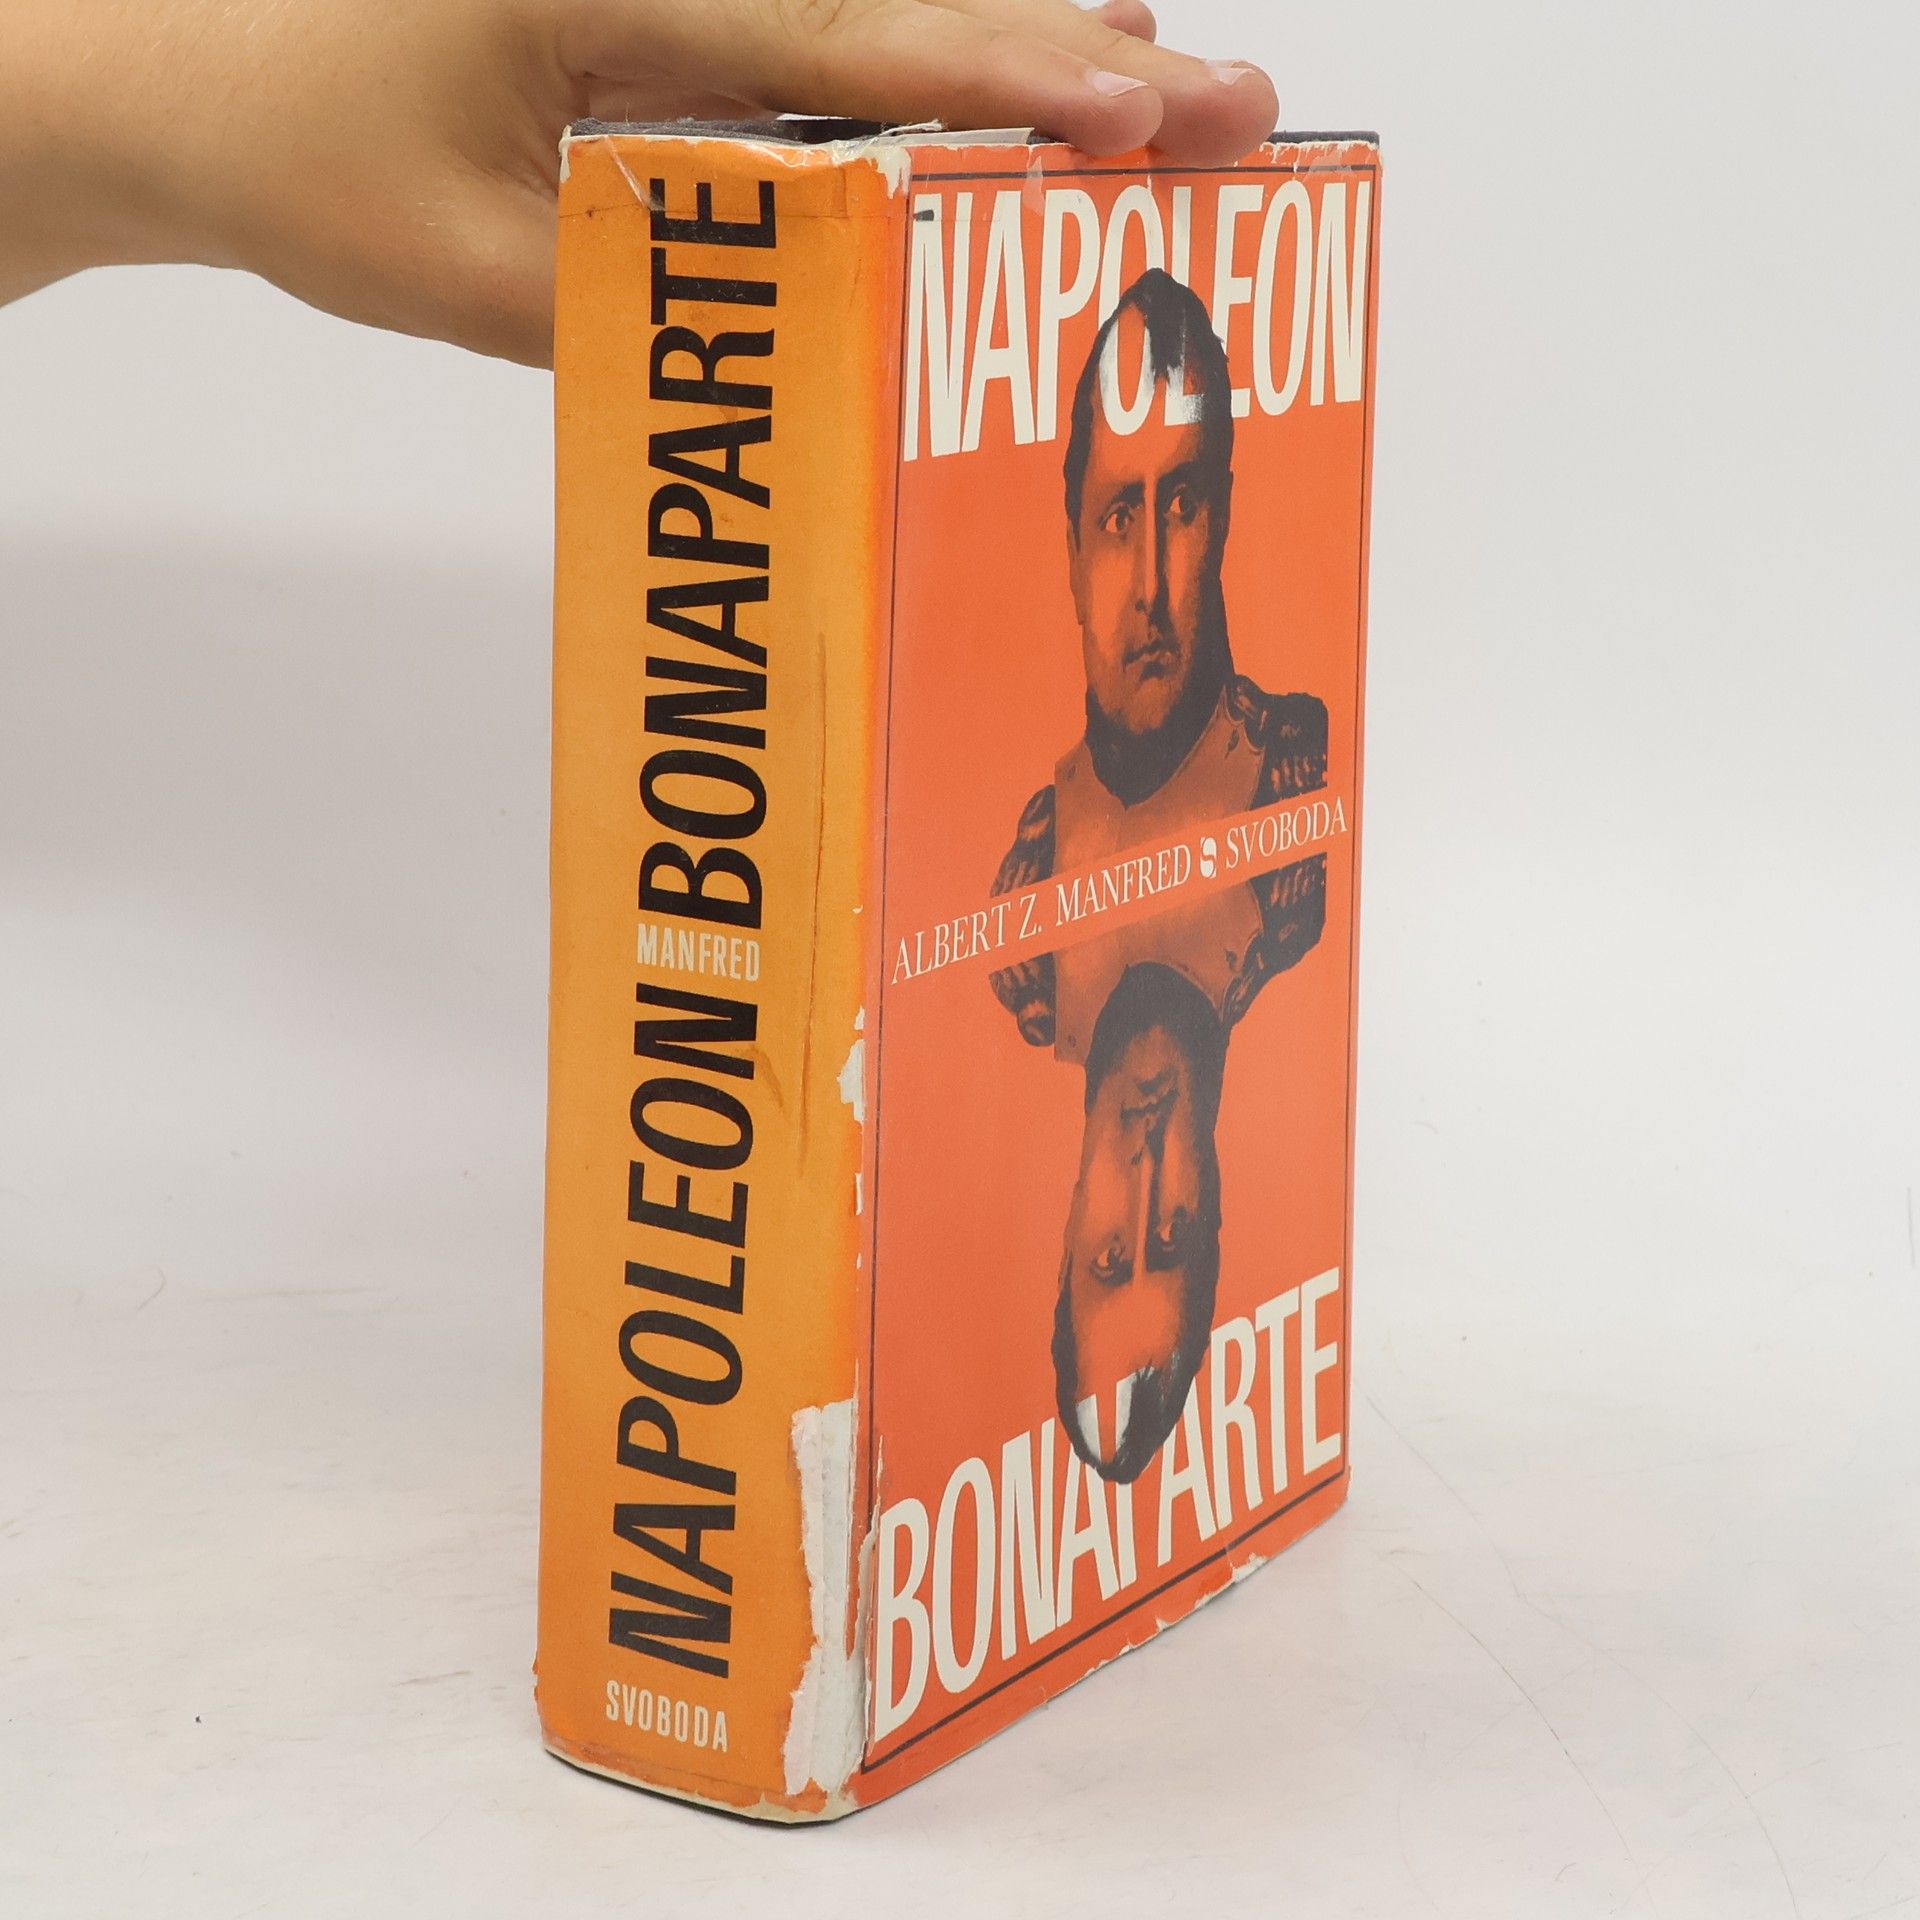 NAPOLEON BONAPARTE
MANFRED
SVOBODA
NAPOLEON
ALBERT Z. MANFRED S SVOBODA
BONAPARTE